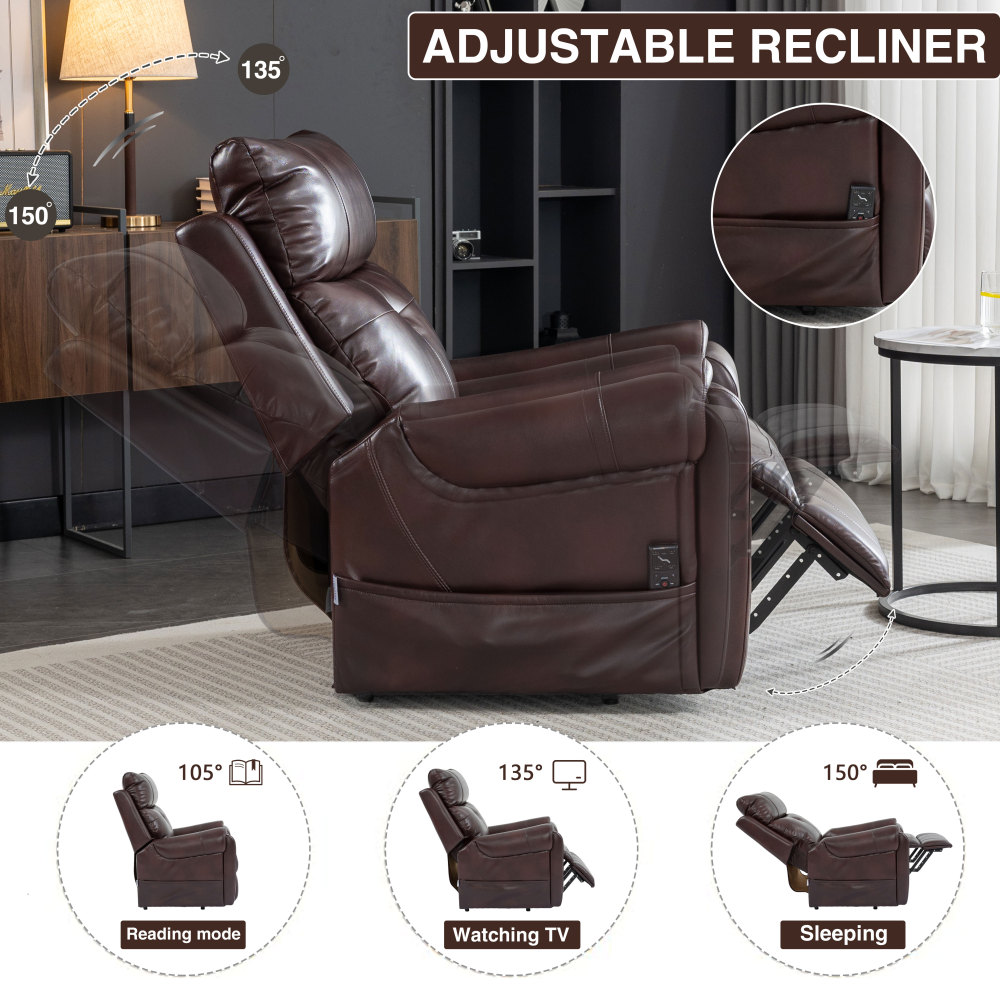 ADJUSTABLE RECLINER
135°
150°
105°
135°
150°
Reading mode
Watching TV
Sleeping